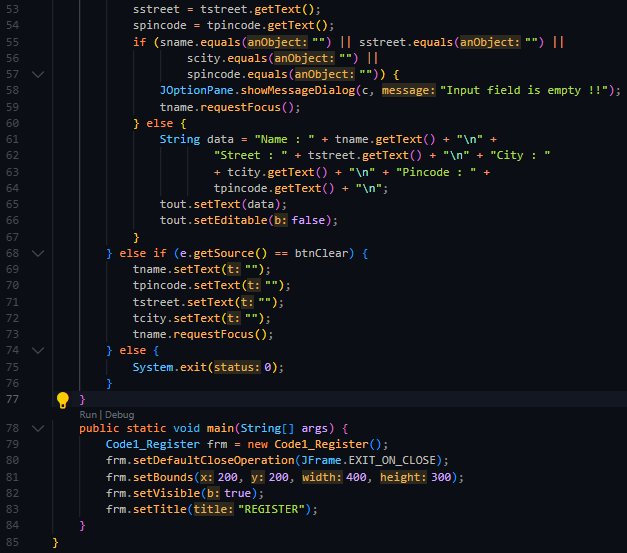 53 sstreet = tstreet.getText();
54 spincode = tpincode.getText();
55 if (sname.equals(anObject: "") || sstreet.equals(anObject: "") ||
56 scity.equals(anObject: "") ||
57 spincode.equals(anObject: "")) {
58 JOptionPane.showMessageDialog(c, message: "Input field is empty !!");
59 tname.requestFocus();
60 } else {
61 String data = "Name : " + tname.getText() + "\n" +
62 "Street : " + tstreet.getText() + "\n" + "City : "
63 + tcity.getText() + "\n" + "Pincode : " +
64 tpincode.getText() + "\n";
65 tout.setText(data);
66 tout.setEditable(b: false);
67 }
68 } else if (e.getSource() == btnClear) {
69 tname.setText(t: "");
70 tpincode.setText(t: "");
71 tstreet.setText(t: "");
72 tcity.setText(t: "");
73 tname.requestFocus();
74 } else {
75 System.exit(status: 0);
76 }
77 }
Run | Debug
78 public static void main(String[] args) {
79 Code1_Register frm = new Code1_Register();
80 frm.setDefaultCloseOperation(JFrame.EXIT_ON_CLOSE);
81 frm.setBounds(x: 200, y: 200, width: 400, height: 300);
82 frm.setVisible(b: true);
83 frm.setTitle(title: "REGISTER");
84 }
85 }